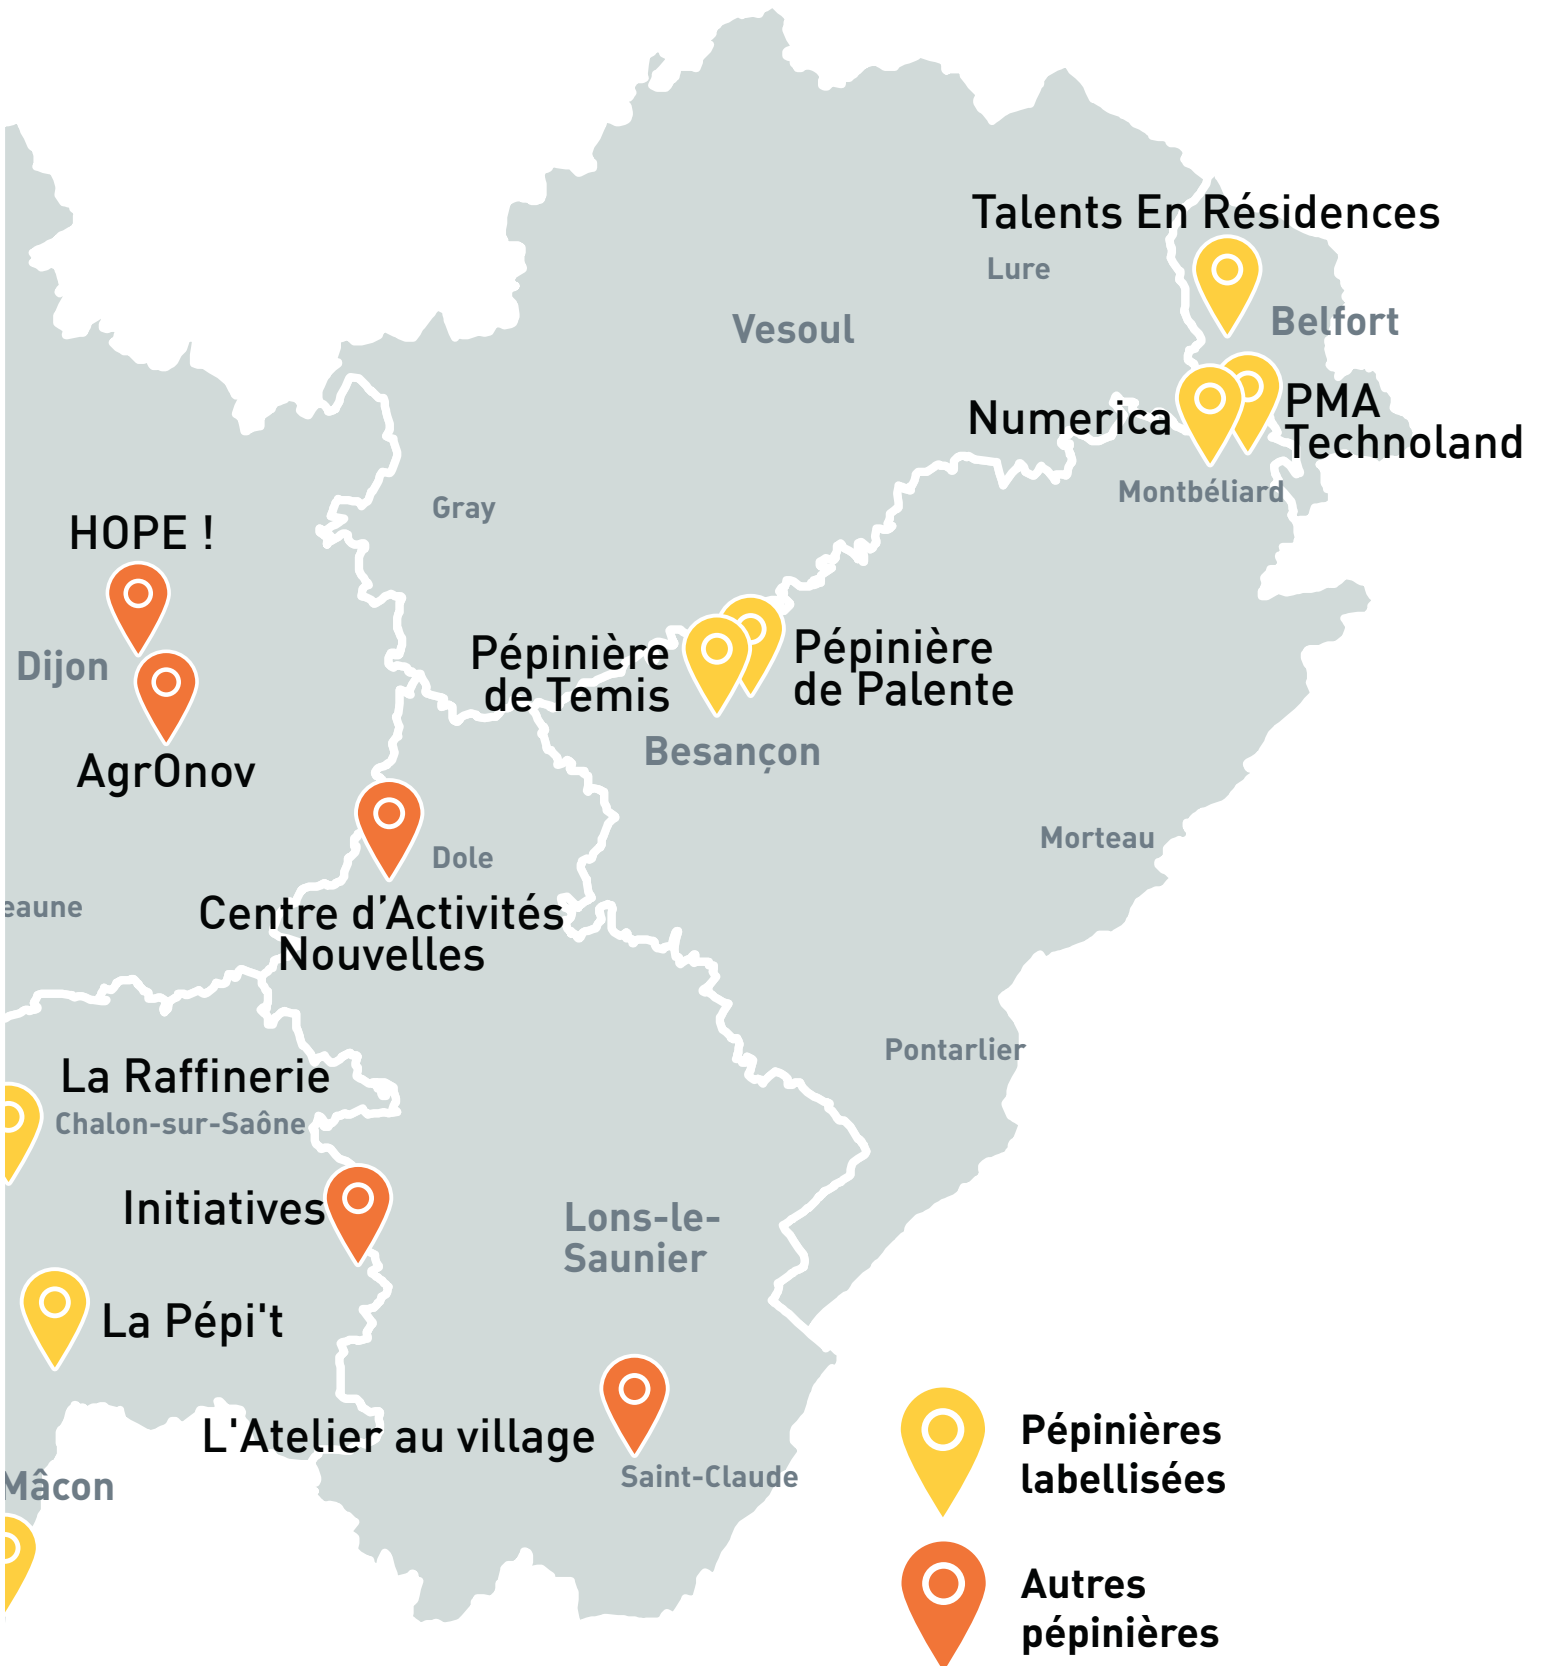 Talents En Résidences
Lure
Vesoul
Belfort
Numerica
PMA
Technoland
Montbéliard
Gray
HOPE !
Dijon
AgrOnov
Pépinière
de Temis
Pépinière
de Palente
Besançon
Morteau
Dole
eaune
Centre d’Activités
Nouvelles
Pontarlier
La Raffinerie
Chalon-sur-Saône
Initiatives
Lons-le-
Saunier
La Pépi't
L'Atelier au village
Saint-Claude
Mâcon
Pépinières
labellisées
Autres
pépinières